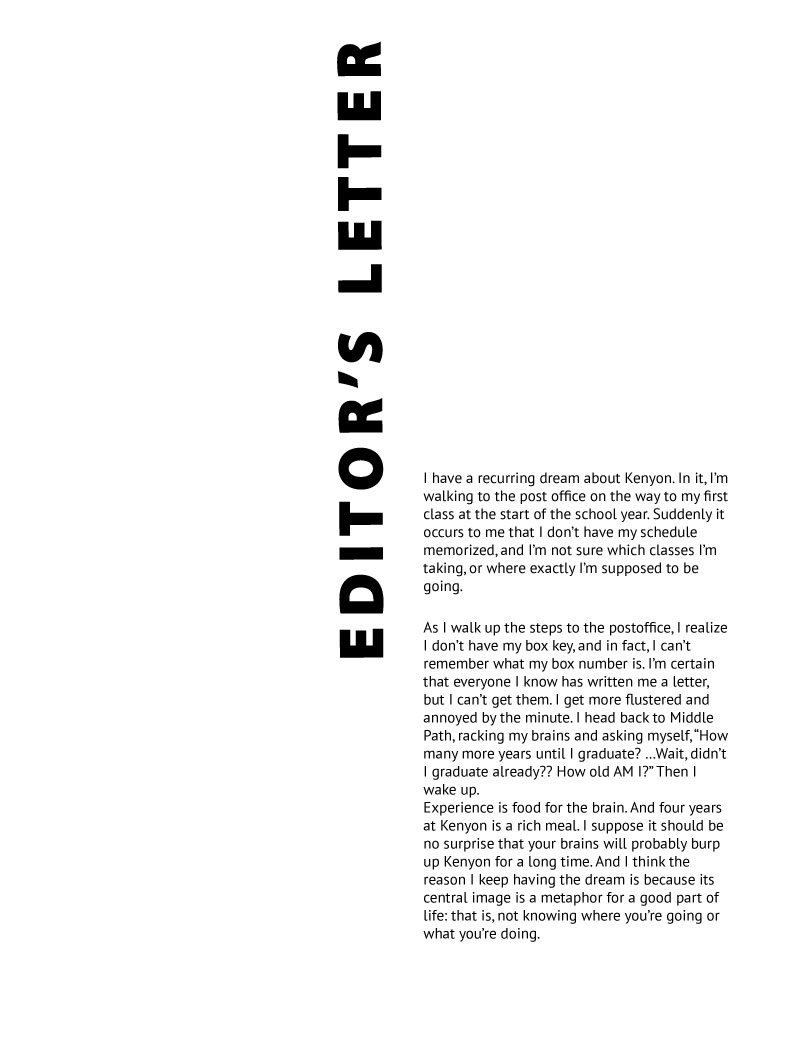 EDITOR’S LETTER
I have a recurring dream about Kenyon. In it, I’m
walking to the post office on the way to my first
class at the start of the school year. Suddenly it
occurs to me that I don’t have my schedule
memorized, and I’m not sure which classes I’m
taking, or where exactly I’m supposed to be
going.
As I walk up the steps to the postoffice, I realize
I don’t have my box key, and in fact, I can’t
remember what my box number is. I’m certain
that everyone I know has written me a letter,
but I can’t get them. I get more flustered and
annoyed by the minute. I head back to Middle
Path, racking my brains and asking myself, “How
many more years until I graduate? ...Wait, didn’t
I graduate already?? How old AM I?” Then I
wake up.
Experience is food for the brain. And four years
at Kenyon is a rich meal. I suppose it should be
no surprise that your brains will probably burp
up Kenyon for a long time. And I think the
reason I keep having the dream is because its
central image is a metaphor for a good part of
life: that is, not knowing where you’re going or
what you’re doing.